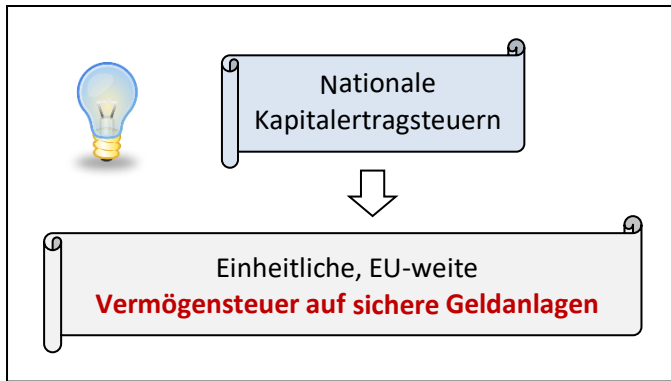 Nationale
Kapitalertragsteuern
Einheitliche, EU-weite
Vermögensteuer auf sichere Geldanlagen